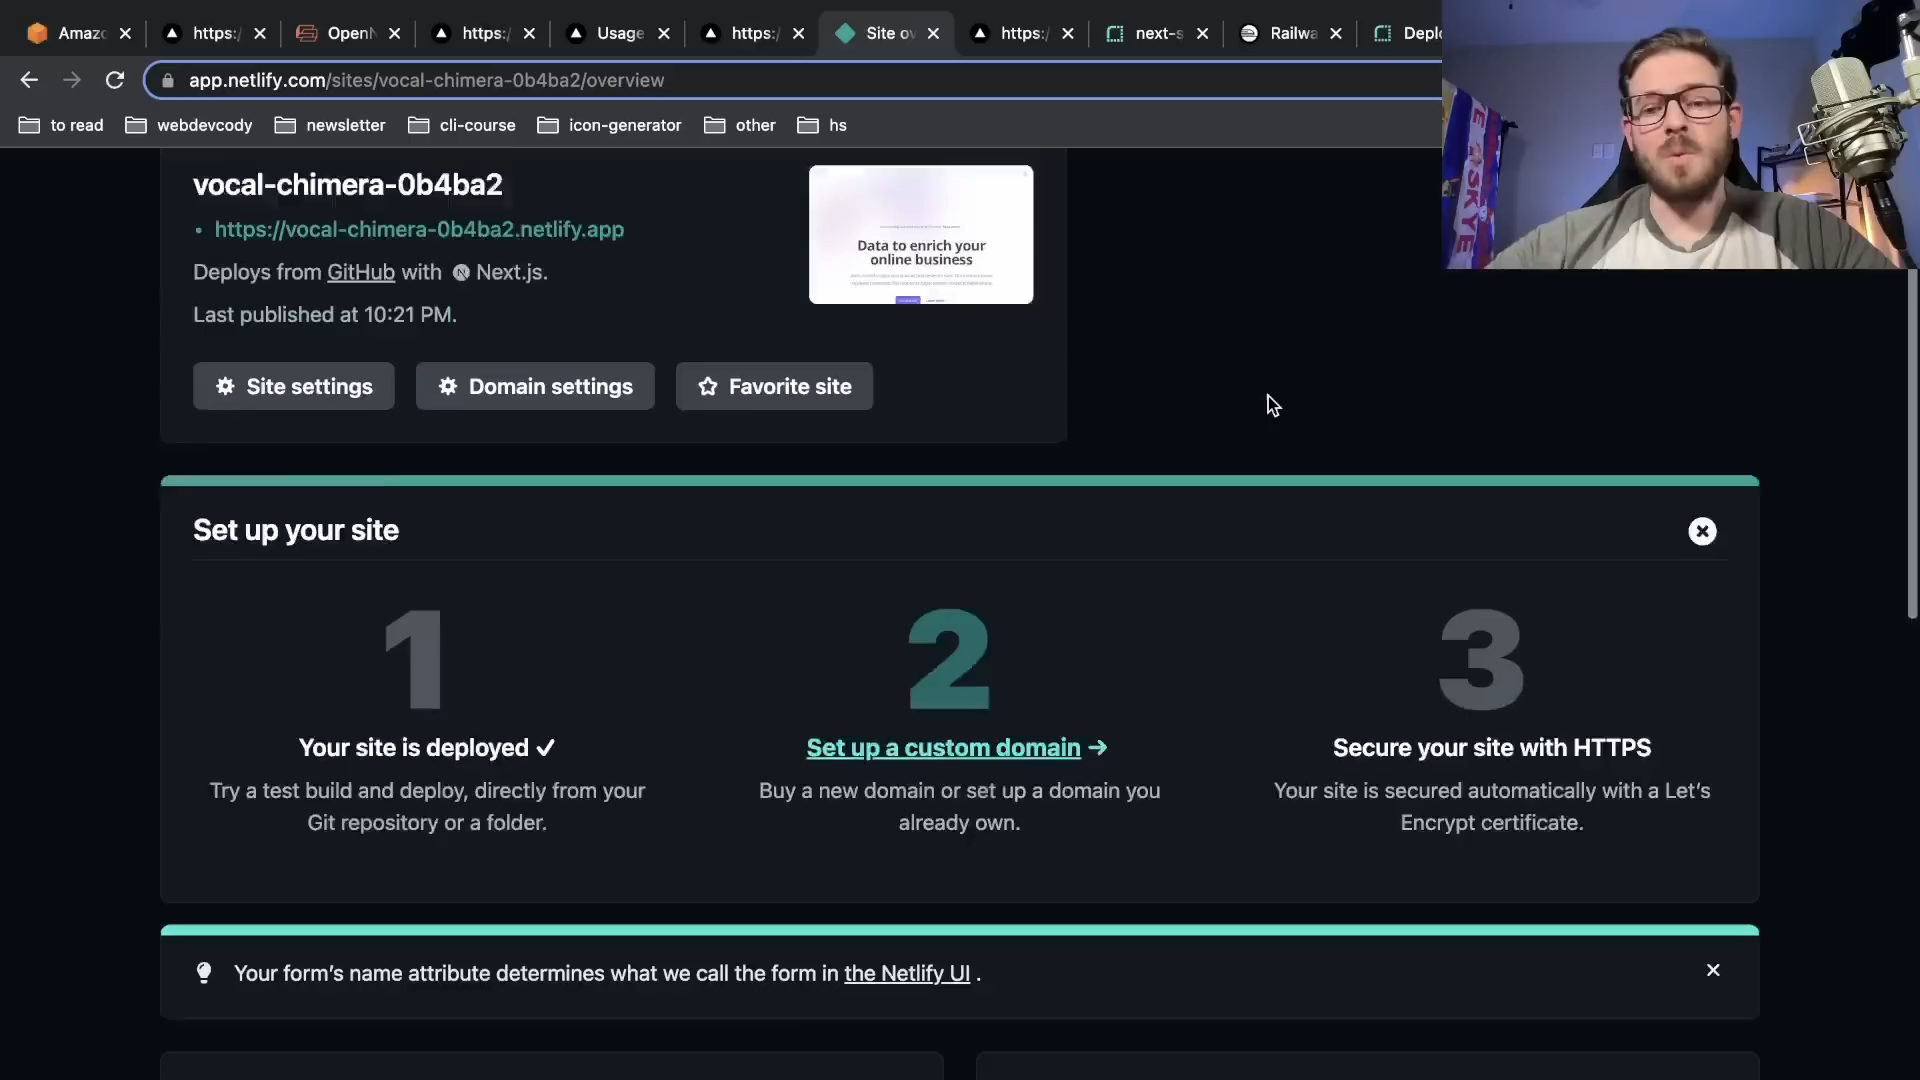 Amazo
https:/
OpenN
https:/
Usage
https:/
Site ov
https:/
next-s
Railwa
Deplo
app.netlify.com/sites/vocal-chimera-0b4ba2/overview
to read
webdevcody
newsletter
cli-course
icon-generator
other
hs
vocal-chimera-0b4ba2
https://vocal-chimera-0b4ba2.netlify.app
Deploys from GitHub with N Next.js.
Last published at 10:21 PM.
Data to enrich your
online business
Site settings
Domain settings
Favorite site
Set up your site
1
Your site is deployed ✓
Try a test build and deploy, directly from your
Git repository or a folder.
2
Set up a custom domain →
Buy a new domain or set up a domain you
already own.
3
Secure your site with HTTPS
Your site is secured automatically with a Let's
Encrypt certificate.
Your form's name attribute determines what we call the form in the Netlify UI .